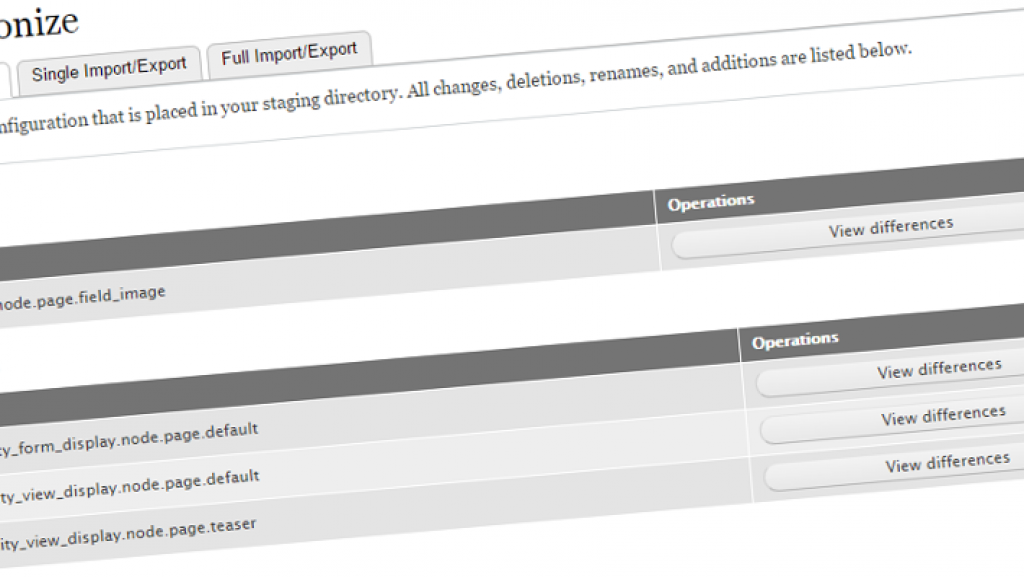 onize
Single Import/Export
Full Import/Export
nfiguration that is placed in your staging directory. All changes, deletions, renames, and additions are listed below.
Operations
node.page.field_image
View differences
Operations
ty_form_display.node.page.default
View differences
ity_view_display.node.page.default
View differences
ity_view_display.node.page.teaser
View differences